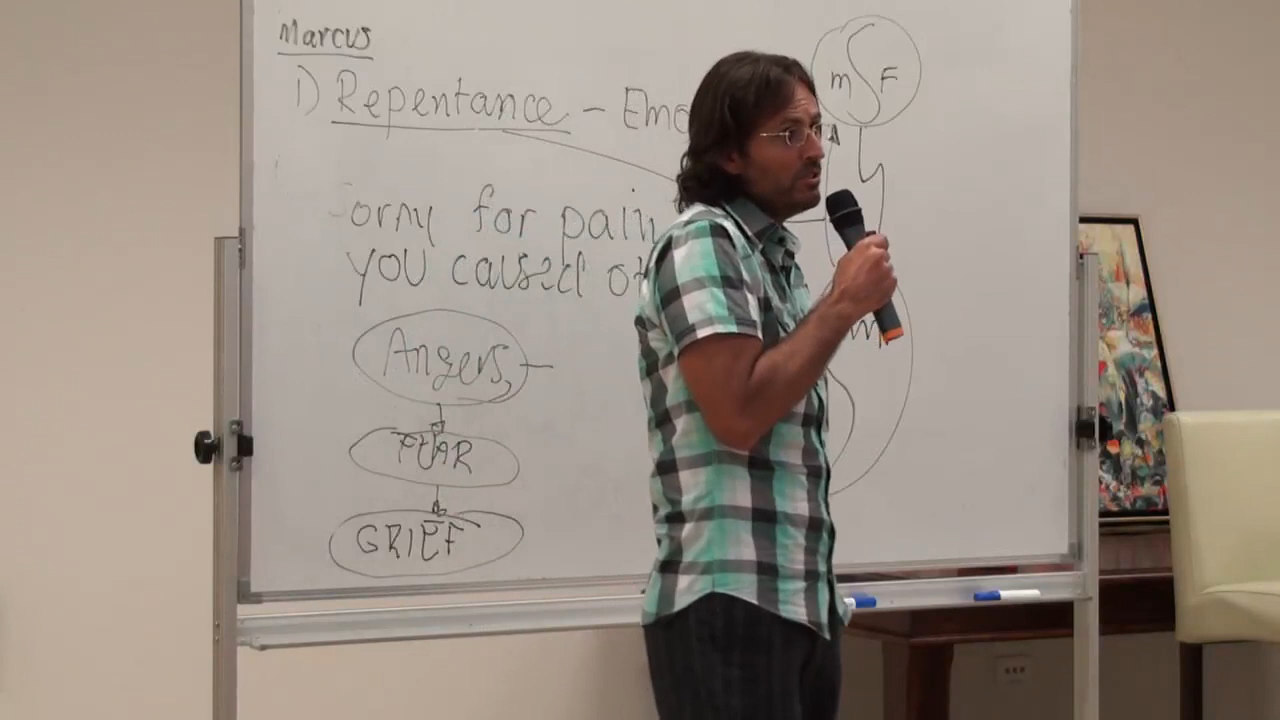 Marcus
1) Repentance - Emo
Sorry for pain
you caused ot
Angers,
FEAR
GRIEF
m F
m